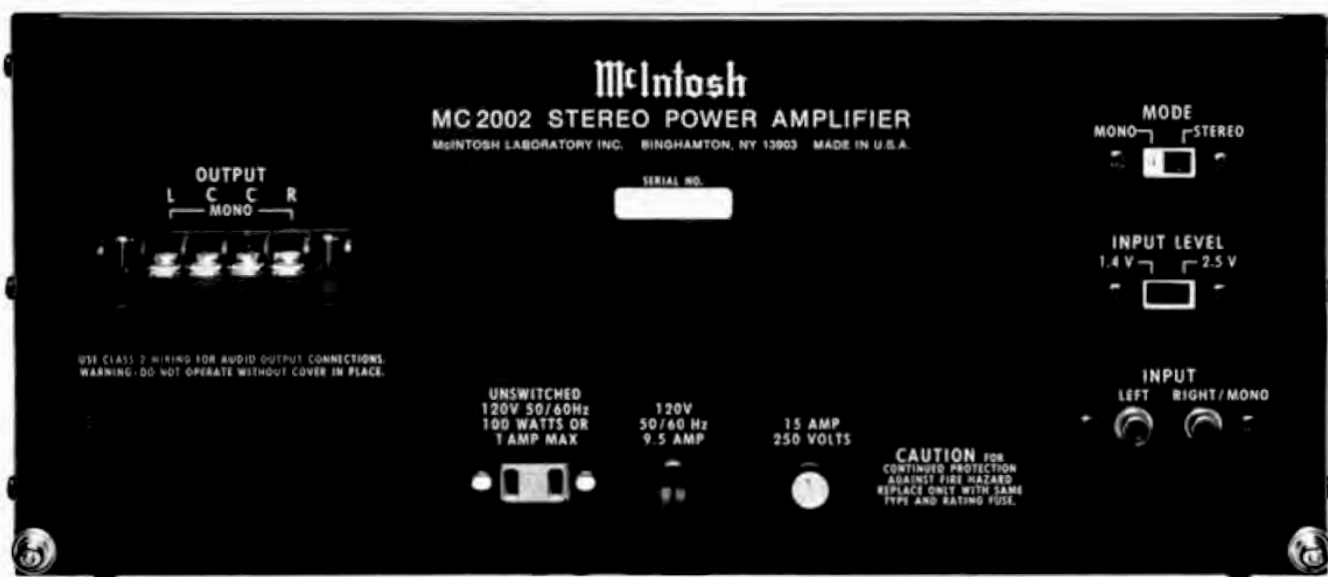 McIntosh
MC 2002 STEREO POWER AMPLIFIER
McINTOSH LABORATORY INC. BINGHAMTON, NY 13903 MADE IN U.S.A.
SERIAL NO.
OUTPUT
L C C R
MONO
USE CLASS 2 WIRING FOR AUDIO OUTPUT CONNECTIONS.
WARNING-DO NOT OPERATE WITHOUT COVER IN PLACE.
MODE
MONO STEREO
INPUT LEVEL
1.4 V 2.5 V
INPUT
LEFT RIGHT/MONO
UNSWITCHED
120V 50/60Hz
100 WATTS OR
1 AMP MAX
120V
50/60 Hz
9.5 AMP
15 AMP
250 VOLTS
CAUTION FOR
CONTINUED PROTECTION
AGAINST FIRE HAZARD
REPLACE ONLY WITH SAME
TYPE AND RATING FUSE.